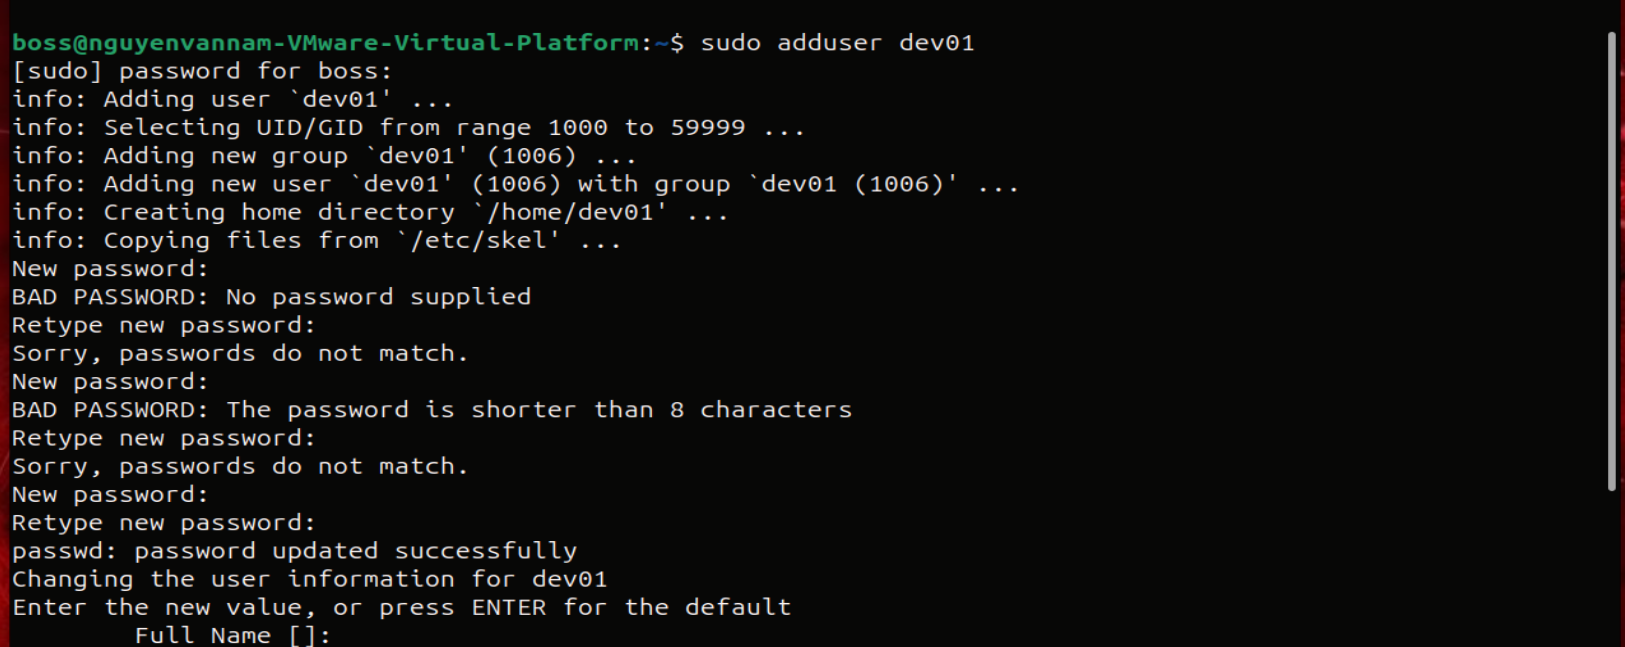 boss@nguyenvannam-VMware-Virtual-Platform:~$ sudo adduser dev01
[sudo] password for boss:
info: Adding user `dev01' ...
info: Selecting UID/GID from range 1000 to 59999 ...
info: Adding new group `dev01' (1006) ...
info: Adding new user `dev01' (1006) with group `dev01 (1006)' ...
info: Creating home directory `/home/dev01' ...
info: Copying files from `/etc/skel' ...
New password:
BAD PASSWORD: No password supplied
Retype new password:
Sorry, passwords do not match.
New password:
BAD PASSWORD: The password is shorter than 8 characters
Retype new password:
Sorry, passwords do not match.
New password:
Retype new password:
passwd: password updated successfully
Changing the user information for dev01
Enter the new value, or press ENTER for the default
Full Name []: